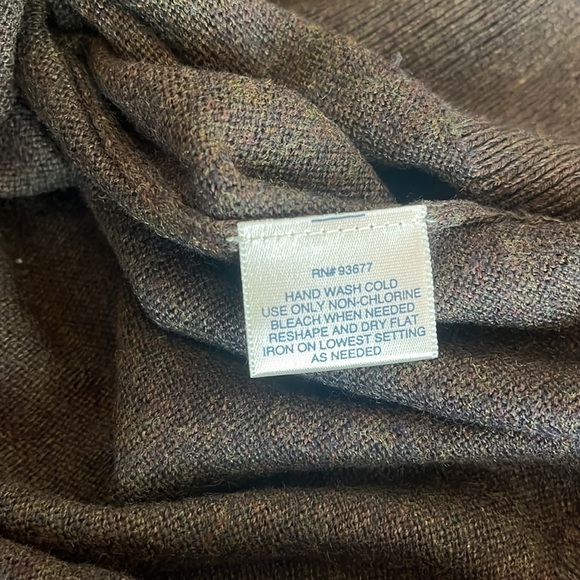 RN# 93677
HAND WASH COLD
USE ONLY NON-CHLORINE
BLEACH WHEN NEEDED
RESHAPE AND DRY FLAT
IRON ON LOWEST SETTING
AS NEEDED